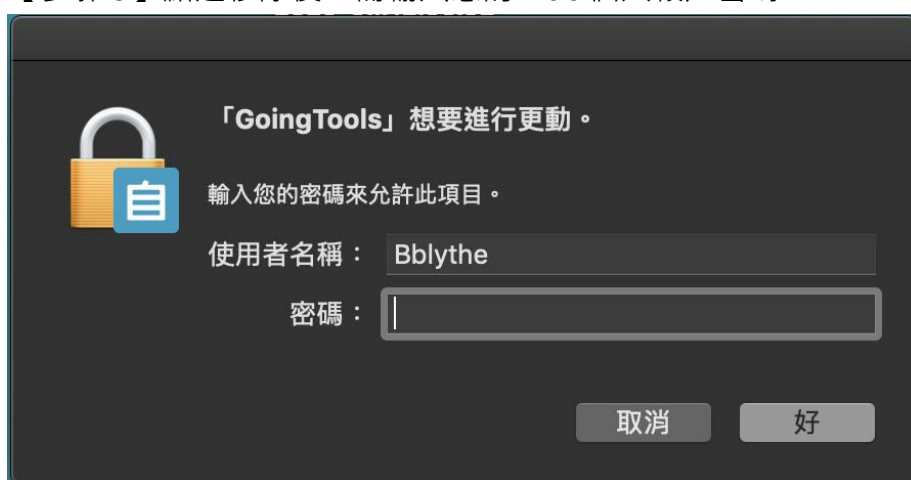 「GoingTools」想要進行更動。
自
輸入您的密碼來允許此項目。
使用者名稱： Bblythe
密碼：
取消 好